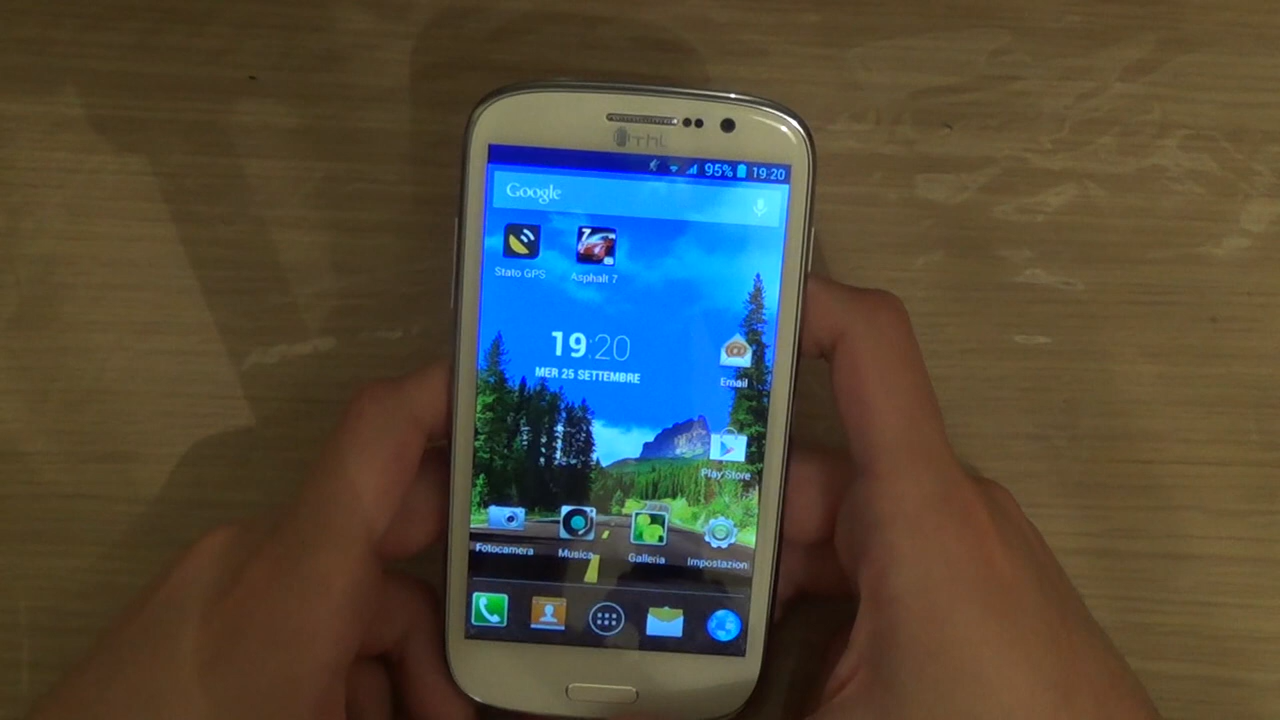 ThL
95% 19:20
Google
Stato GPS
Asphalt 7
19:20
MER 25 SETTEMBRE
Email
Play Store
Fotocamera
Musica
Galleria
Impostazion